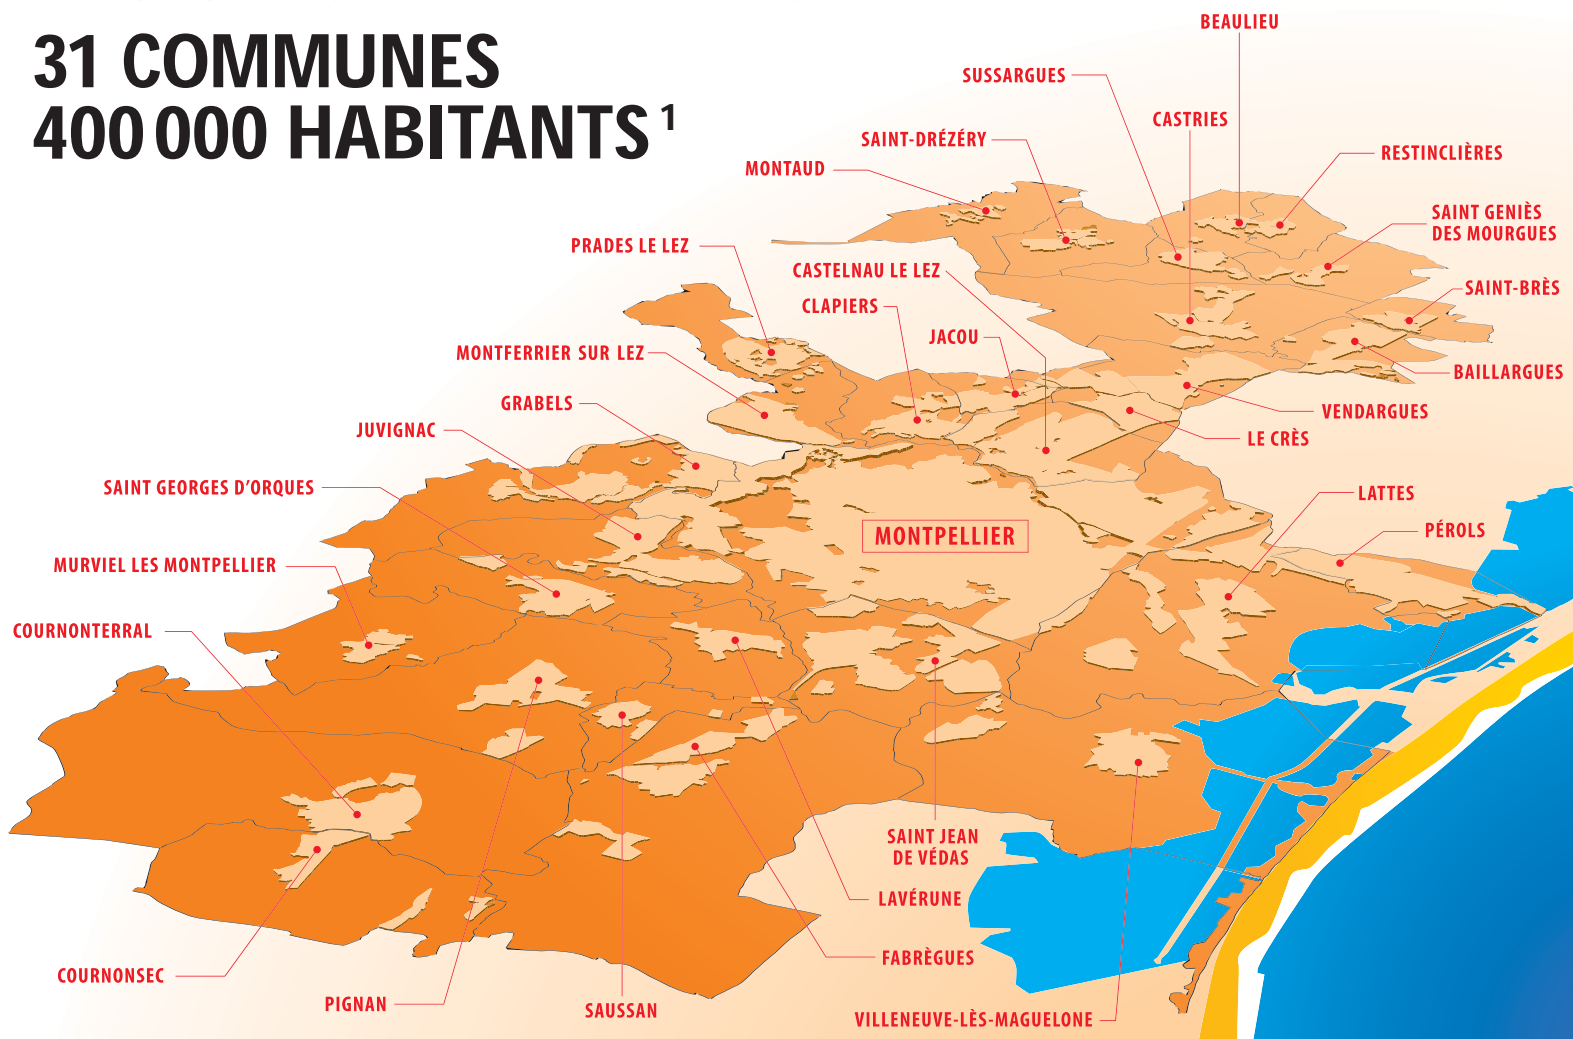 31 COMMUNES
400 000 HABITANTS 1
BEAULIEU
SUSSARGUES
CASTRIES
SAINT-DRÉZÉRY
RESTINCLIÈRES
MONTAUD
SAINT GENIÈS
DES MOURGUES
PRADES LE LEZ
CASTELNAU LE LEZ
SAINT-BRÈS
CLAPIERS
JACOU
MONTFERRIER SUR LEZ
BAILLARGUES
GRABELS
VENDARGUES
JUVIGNAC
LE CRÈS
SAINT GEORGES D'ORQUES
LATTES
MONTPELLIER
PÉROLS
MURVIEL LES MONTPELLIER
COURNONTERRAL
SAINT JEAN
DE VÉDAS
LAVÉRUNE
FABRÈGUES
COURNONSEC
PIGNAN
SAUSSAN
VILLENEUVE-LÈS-MAGUELONE